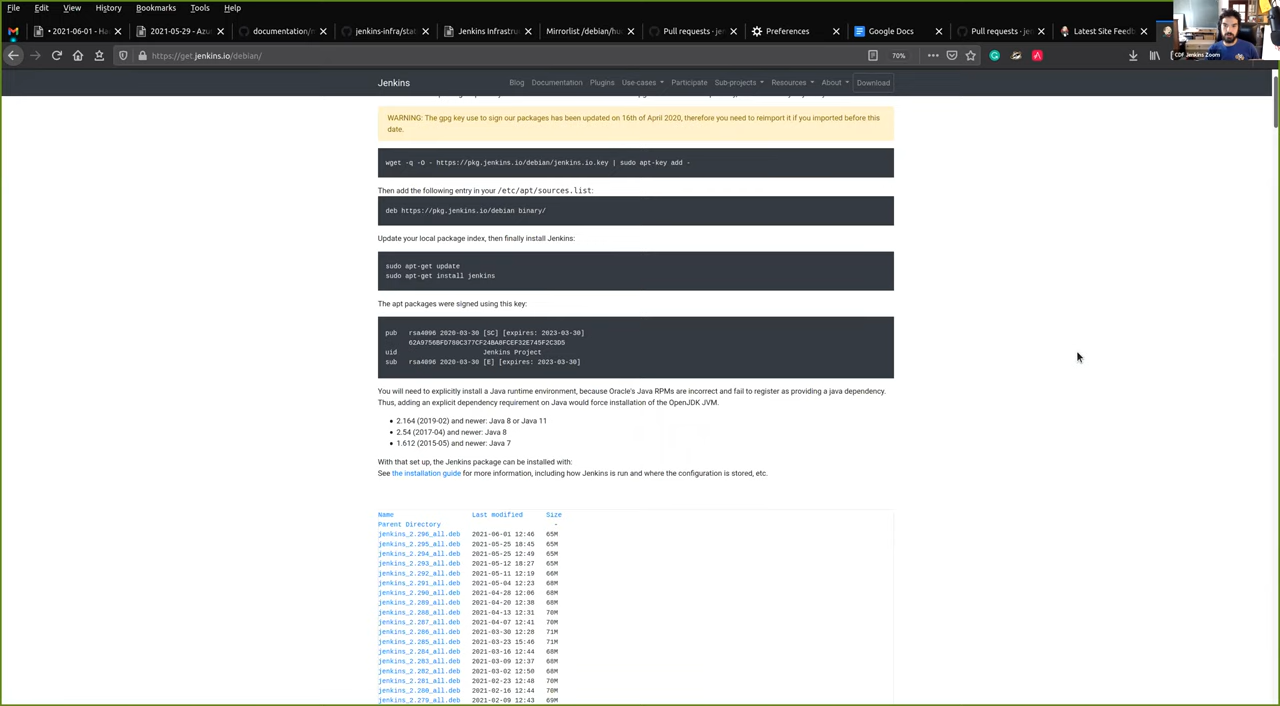 File Edit View History Bookmarks Tools Help
• 2021-06-01 - Hac
2021-05-29 - Azu
documentation/m
jenkins-infra/stat
Jenkins Infrastru
Mirrorlist /debian/hu
Pull requests · jen
Preferences
Google Docs
Pull requests · jen
Latest Site Feedb
https://get.jenkins.io/debian/
70%
CDF Jenkins Zoom
Jenkins
Blog Documentation Plugins Use-cases Participate Sub-projects Resources About Download
WARNING: The gpg key use to sign our packages has been updated on 16th of April 2020, therefore you need to reimport it if you imported before this
date.
wget -q -O - https://pkg.jenkins.io/debian/jenkins.io.key | sudo apt-key add -
Then add the following entry in your /etc/apt/sources.list:
deb https://pkg.jenkins.io/debian binary/
Update your local package index, then finally install Jenkins:
sudo apt-get update
sudo apt-get install jenkins
The apt packages were signed using this key:
pub rsa4096 2020-03-30 [SC] [expires: 2023-03-30]
62A9756BFD780C377CF24BA8FCEF32E745F2C3D5
uid Jenkins Project
sub rsa4096 2020-03-30 [E] [expires: 2023-03-30]
You will need to explicitly install a Java runtime environment, because Oracle's Java RPMs are incorrect and fail to register as providing a java dependency.
Thus, adding an explicit dependency requirement on Java would force installation of the OpenJDK JVM.
• 2.164 (2019-02) and newer: Java 8 or Java 11
• 2.54 (2017-04) and newer: Java 8
• 1.612 (2015-05) and newer: Java 7
With that set up, the Jenkins package can be installed with:
See the installation guide for more information, including how Jenkins is run and where the configuration is stored, etc.
Name Last modified Size
Parent Directory -
jenkins_2.296_all.deb 2021-06-01 12:46 65M
jenkins_2.295_all.deb 2021-05-25 18:45 65M
jenkins_2.294_all.deb 2021-05-25 12:49 65M
jenkins_2.293_all.deb 2021-05-12 18:27 65M
jenkins_2.292_all.deb 2021-05-11 12:19 66M
jenkins_2.291_all.deb 2021-05-04 12:23 68M
jenkins_2.290_all.deb 2021-04-28 12:06 68M
jenkins_2.289_all.deb 2021-04-20 12:38 68M
jenkins_2.288_all.deb 2021-04-13 12:31 70M
jenkins_2.287_all.deb 2021-04-07 12:41 70M
jenkins_2.286_all.deb 2021-03-30 12:28 71M
jenkins_2.285_all.deb 2021-03-23 15:46 71M
jenkins_2.284_all.deb 2021-03-16 12:44 68M
jenkins_2.283_all.deb 2021-03-09 12:37 68M
jenkins_2.282_all.deb 2021-03-02 12:50 68M
jenkins_2.281_all.deb 2021-02-23 12:48 70M
jenkins_2.280_all.deb 2021-02-16 12:44 70M
jenkins_2.279_all.deb 2021-02-09 12:43 69M